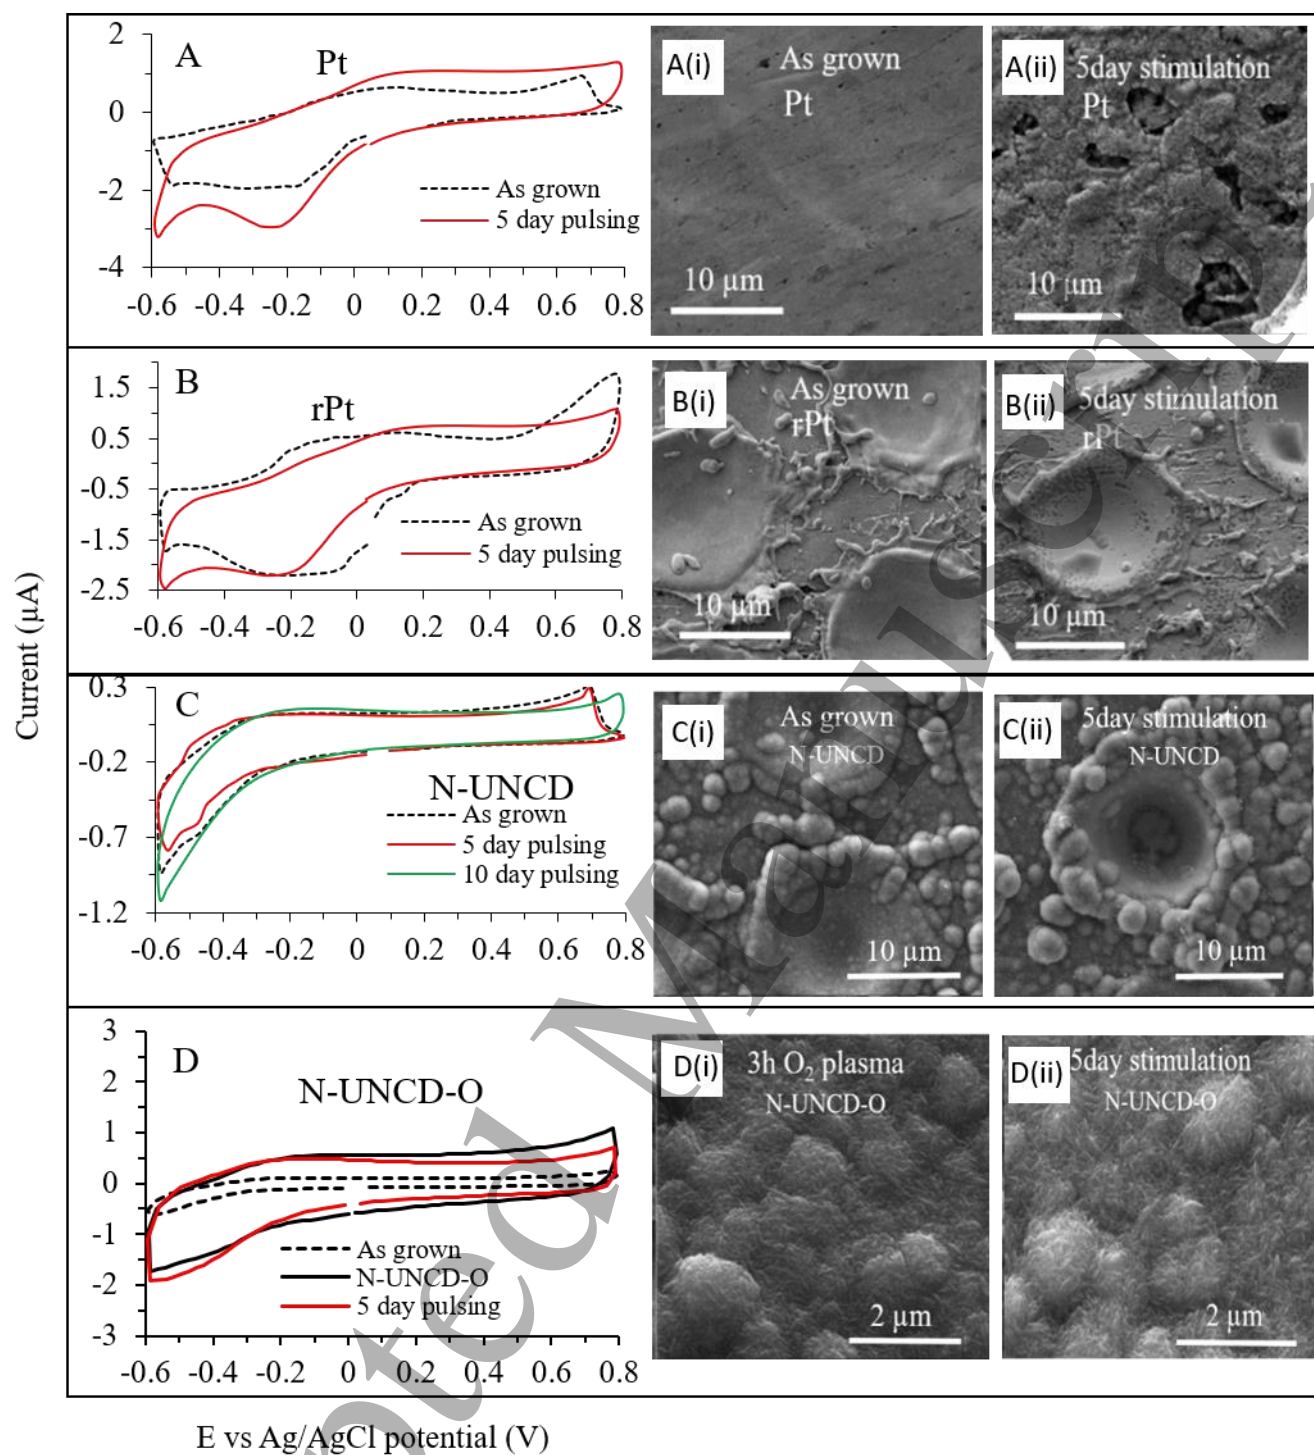 Current (µA)
A
Pt
2
0
-2
-4
As grown
5 day pulsing
-0.6 -0.4 -0.2 0 0.2 0.4 0.6 0.8
A(i)
As grown
Pt
10 µm
A(ii)
5day stimulation
Pt
10 µm
B
rPt
1.5
0.5
-0.5
-1.5
-2.5
As grown
5 day pulsing
-0.6 -0.4 -0.2 0 0.2 0.4 0.6 0.8
B(i)
As grown
rPt
10 µm
B(ii)
5day stimulation
rPt
10 µm
C
0.3
-0.2
-0.7
-1.2
N-UNCD
As grown
5 day pulsing
10 day pulsing
-0.6 -0.4 -0.2 0 0.2 0.4 0.6 0.8
C(i)
As grown
N-UNCD
10 µm
C(ii)
5day stimulation
N-UNCD
10 µm
D
N-UNCD-O
3
2
1
0
-1
-2
-3
As grown
N-UNCD-O
5 day pulsing
-0.6 -0.4 -0.2 0 0.2 0.4 0.6 0.8
D(i)
3h O₂ plasma
N-UNCD-O
2 µm
D(ii)
5day stimulation
N-UNCD-O
2 µm
E vs Ag/AgCl potential (V)